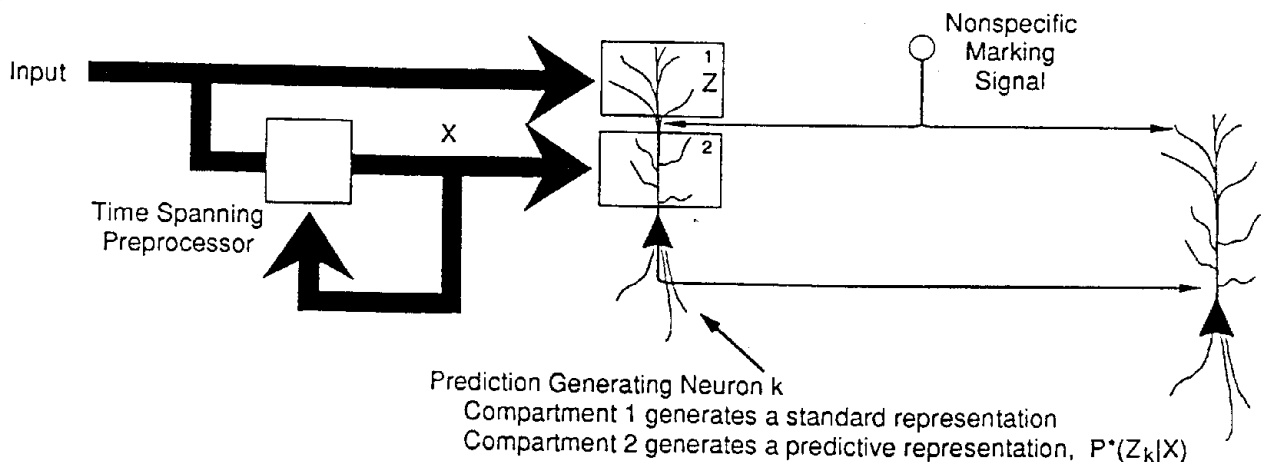 Input
Time Spanning
Preprocessor
X
1
Z
2
Nonspecific
Marking
Signal
Prediction Generating Neuron k
Compartment 1 generates a standard representation
Compartment 2 generates a predictive representation, P*(Z_k|X)